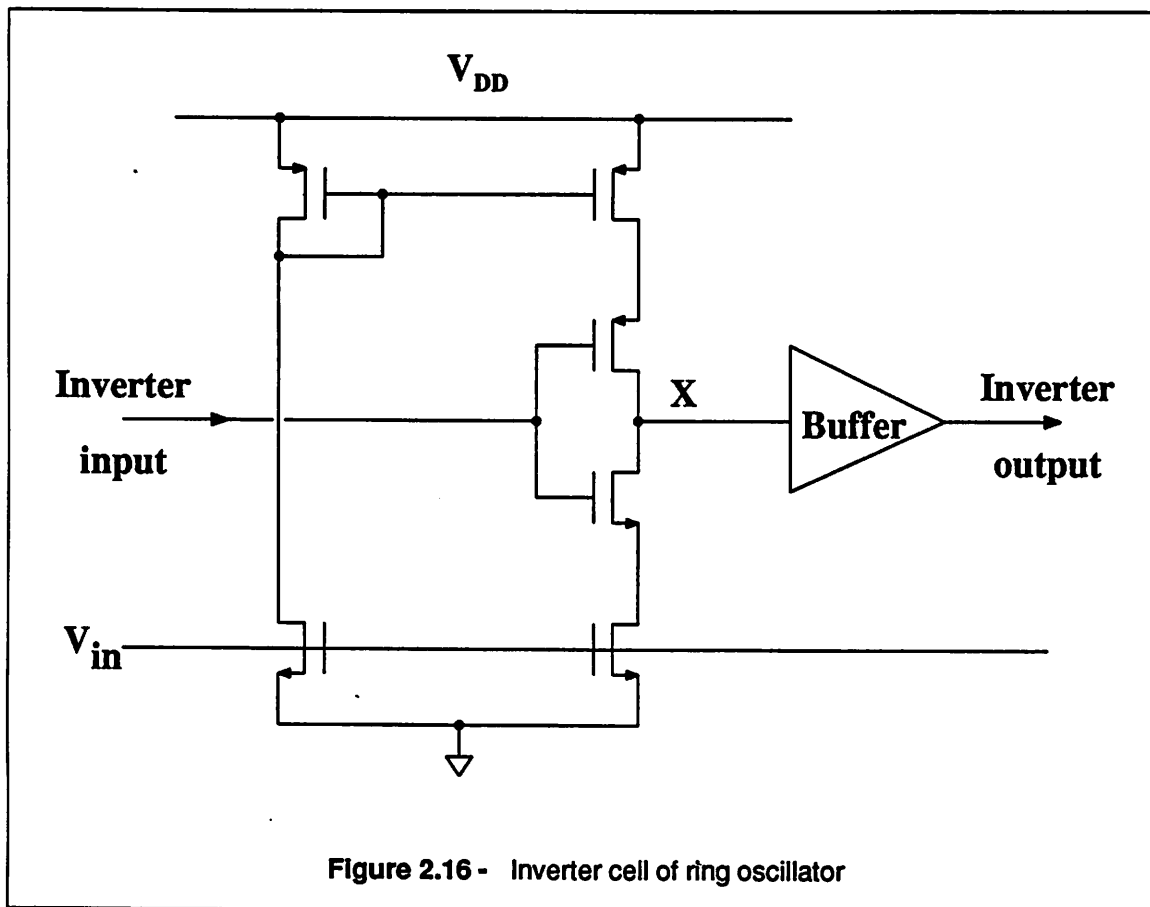 V_DD
Inverter
input
X
Buffer
Inverter
output
V_in
Figure 2.16 - Inverter cell of ring oscillator